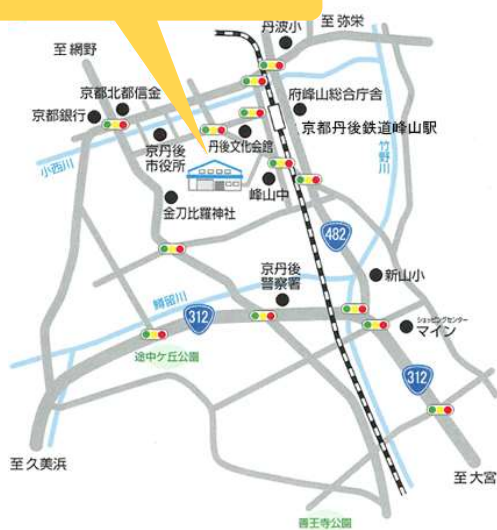 丹波小
至 弥栄
至 網野
京都北都信金
京都銀行
府峰山総合庁舎
京都丹後鉄道峰山駅
丹後文化会館
京丹後
市役所
小西川
竹野川
峰山中
金刀比羅神社
482
京丹後
警察署
新山小
鱒留川
312
ショッピングセンター
マイン
途中ケ丘公園
312
至 久美浜
至 大宮
善王寺公園